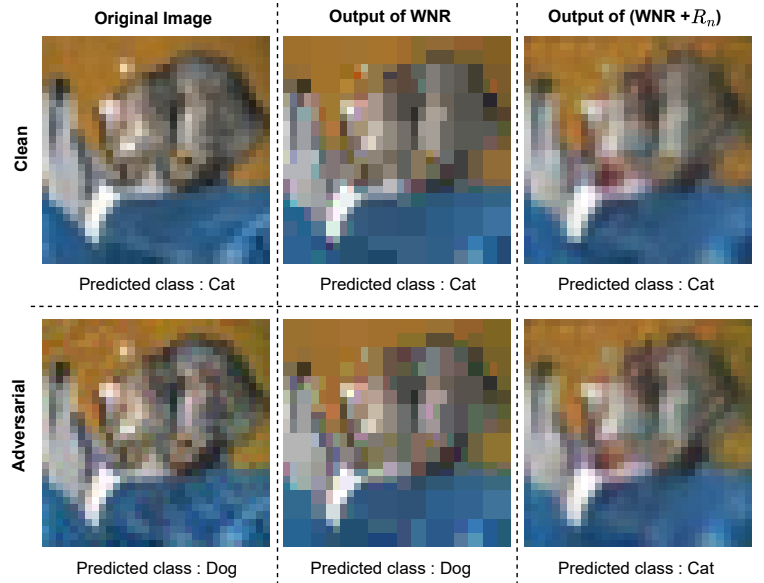 Original Image
Output of WNR
Output of (WNR +Rₙ)
Clean
Predicted class : Cat
Predicted class : Cat
Predicted class : Cat
Adversarial
Predicted class : Dog
Predicted class : Dog
Predicted class : Cat